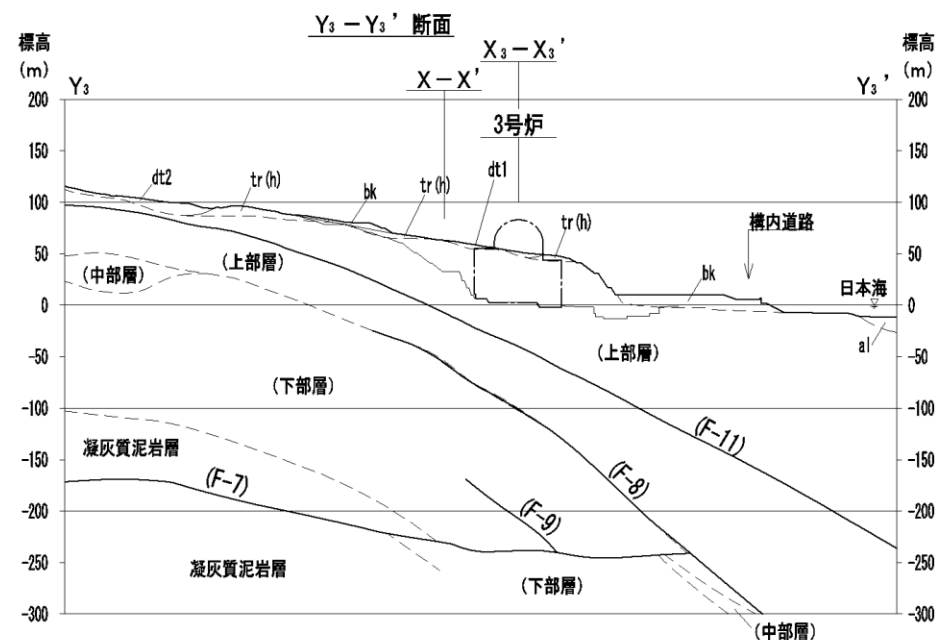 Y₃－Y₃’断面
標高
(m)
X₃－X₃’
標高
(m)
Y₃
X－X’
Y₃’
200
200
3号炉
150
150
dt2
tr(h)
bk
tr(h)
dt1
100
100
tr(h)
構内道路
50
50
(中部層)
(上部層)
bk
日本海
0
0
(上部層)
al
-50
-50
(下部層)
-100
-100
(F-11)
凝灰質泥岩層
-150
-150
(F-7)
(F-8)
-200
-200
(F-9)
-250
-250
凝灰質泥岩層
(下部層)
-300
-300
(中部層)